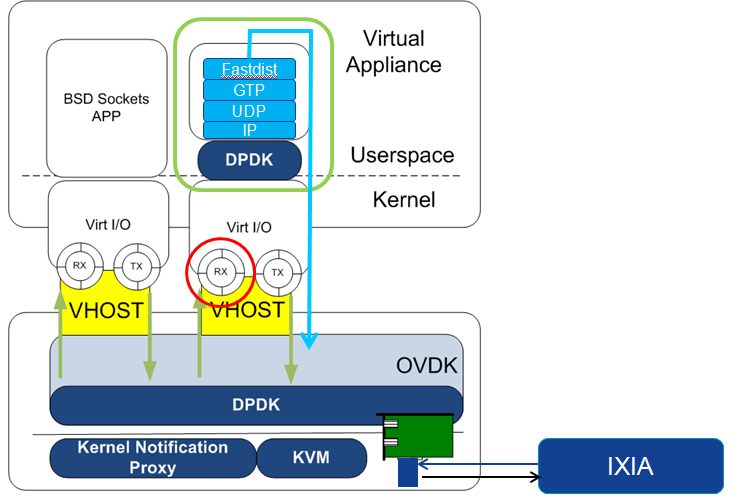 Virtual
Appliance
BSD Sockets
APP
Fastdist
GTP
UDP
IP
DPDK
Userspace
Kernel
Virt I/O
Virt I/O
RX
TX
RX
TX
VHOST
VHOST
OVDK
DPDK
Kernel Notification
Proxy
KVM
IXIA